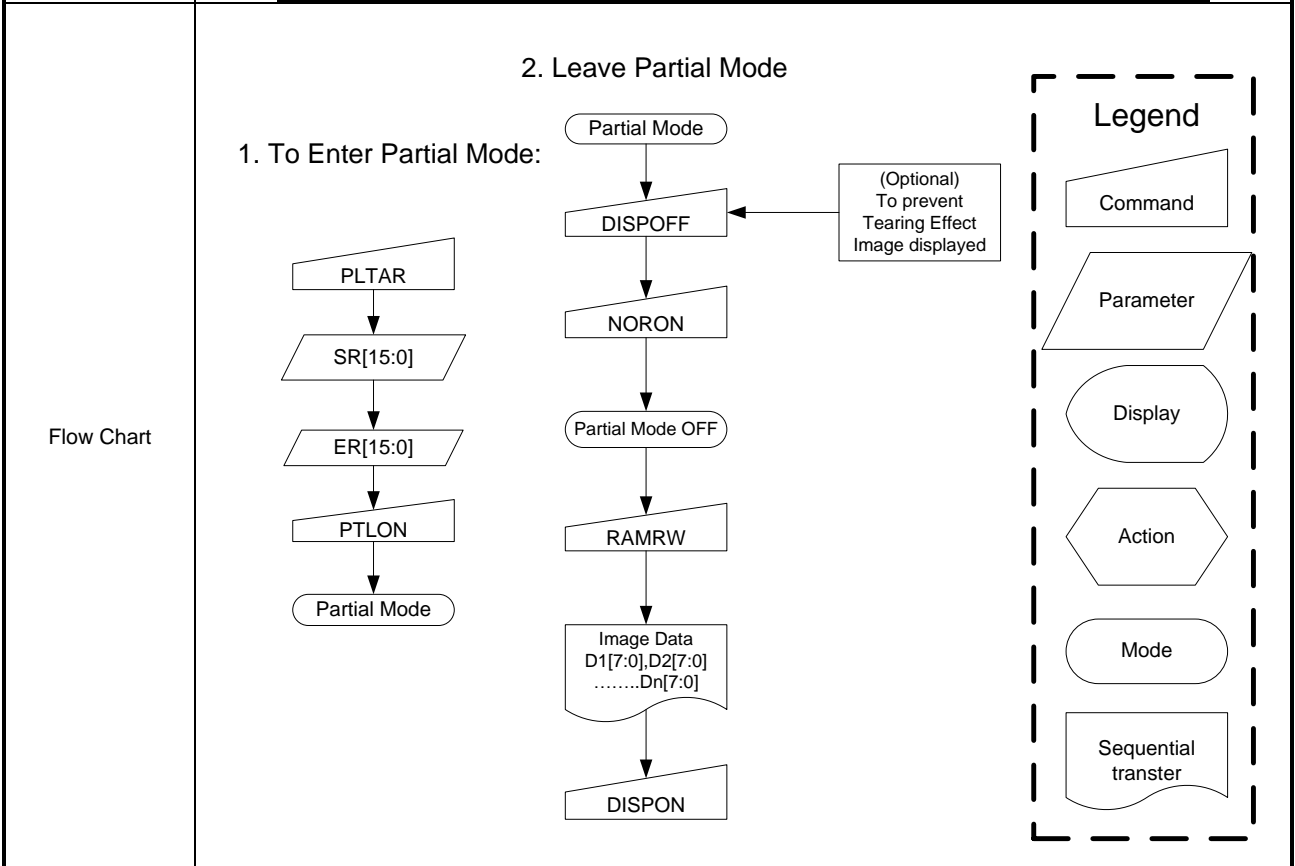 Flow Chart
1. To Enter Partial Mode:
PLTAR
SR[15:0]
ER[15:0]
PTLON
Partial Mode
2. Leave Partial Mode
Partial Mode
DISPOFF
(Optional)
To prevent
Tearing Effect
Image displayed
NORON
Partial Mode OFF
RAMRW
Image Data
D1[7:0],D2[7:0]
……..Dn[7:0]
DISPON
Legend
Command
Parameter
Display
Action
Mode
Sequential
transter